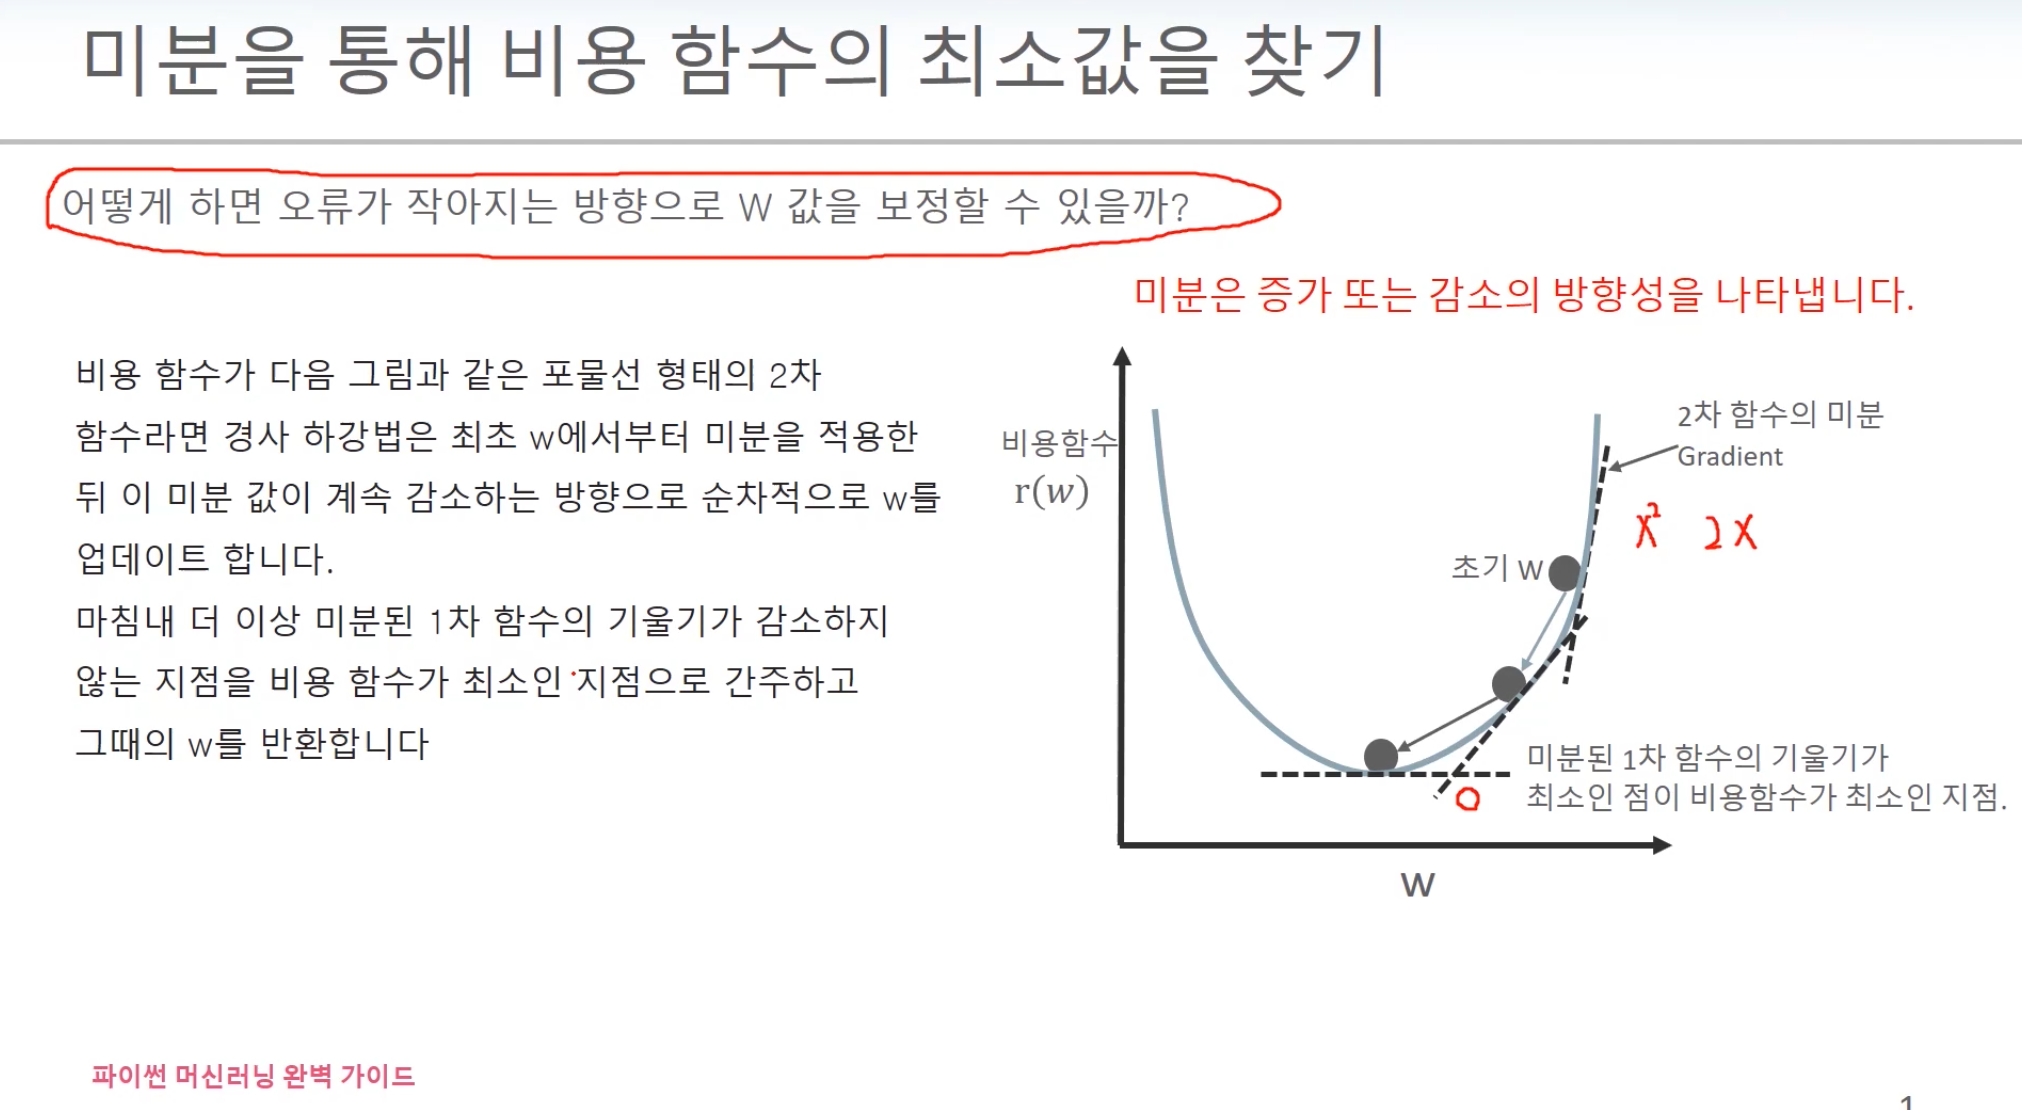 미분을 통해 비용 함수의 최소값을 찾기
어떻게 하면 오류가 작아지는 방향으로 W 값을 보정할 수 있을까?
미분은 증가 또는 감소의 방향성을 나타냅니다.
비용 함수가 다음 그림과 같은 포물선 형태의 2차
함수라면 경사 하강법은 최초 w에서부터 미분을 적용한
뒤 이 미분 값이 계속 감소하는 방향으로 순차적으로 w를
업데이트 합니다.
마침내 더 이상 미분된 1차 함수의 기울기가 감소하지
않는 지점을 비용 함수가 최소인 지점으로 간주하고
그때의 w를 반환합니다
비용함수
r(w)
2차 함수의 미분
Gradient
x² 2x
초기 w
미분된 1차 함수의 기울기가
최소인 점이 비용함수가 최소인 지점.
0
w
파이썬 머신러닝 완벽 가이드
1